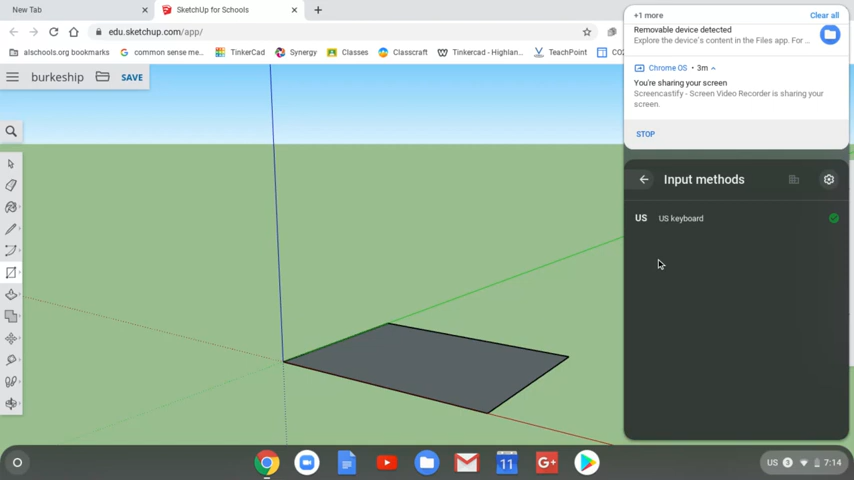 New Tab
SketchUp for Schools
edu.sketchup.com/app/
alschools.org bookmarks
common sense me...
TinkerCad
Synergy
Classes
Classcraft
Tinkercad - Highlan...
TeachPoint
burkeship
SAVE
+1 more
Clear all
Removable device detected
Explore the device's content in the Files app. For ...
Chrome OS • 3m
You're sharing your screen
Screencastify - Screen Video Recorder is sharing your
screen.
STOP
Input methods
US US keyboard
11
G+
US 3 7:14